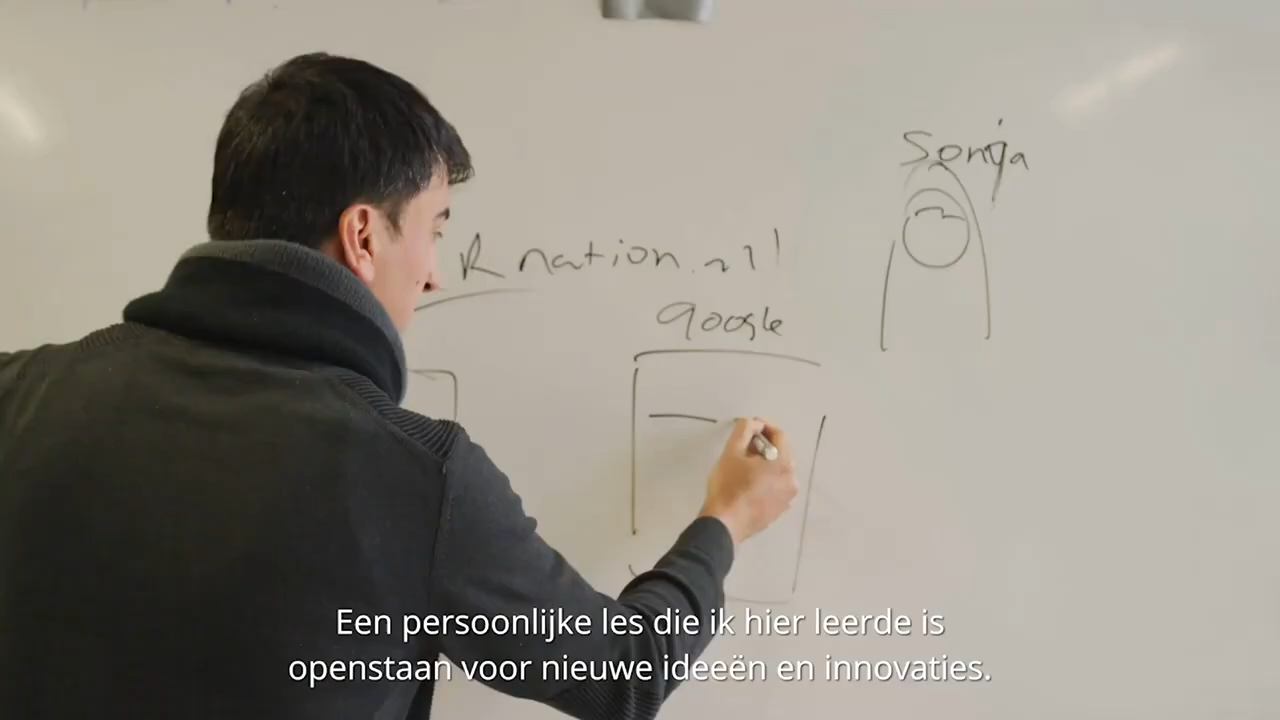 Sonja
R nation.nl
google
Een persoonlijke les die ik hier leerde is
openstaan voor nieuwe ideeën en innovaties.